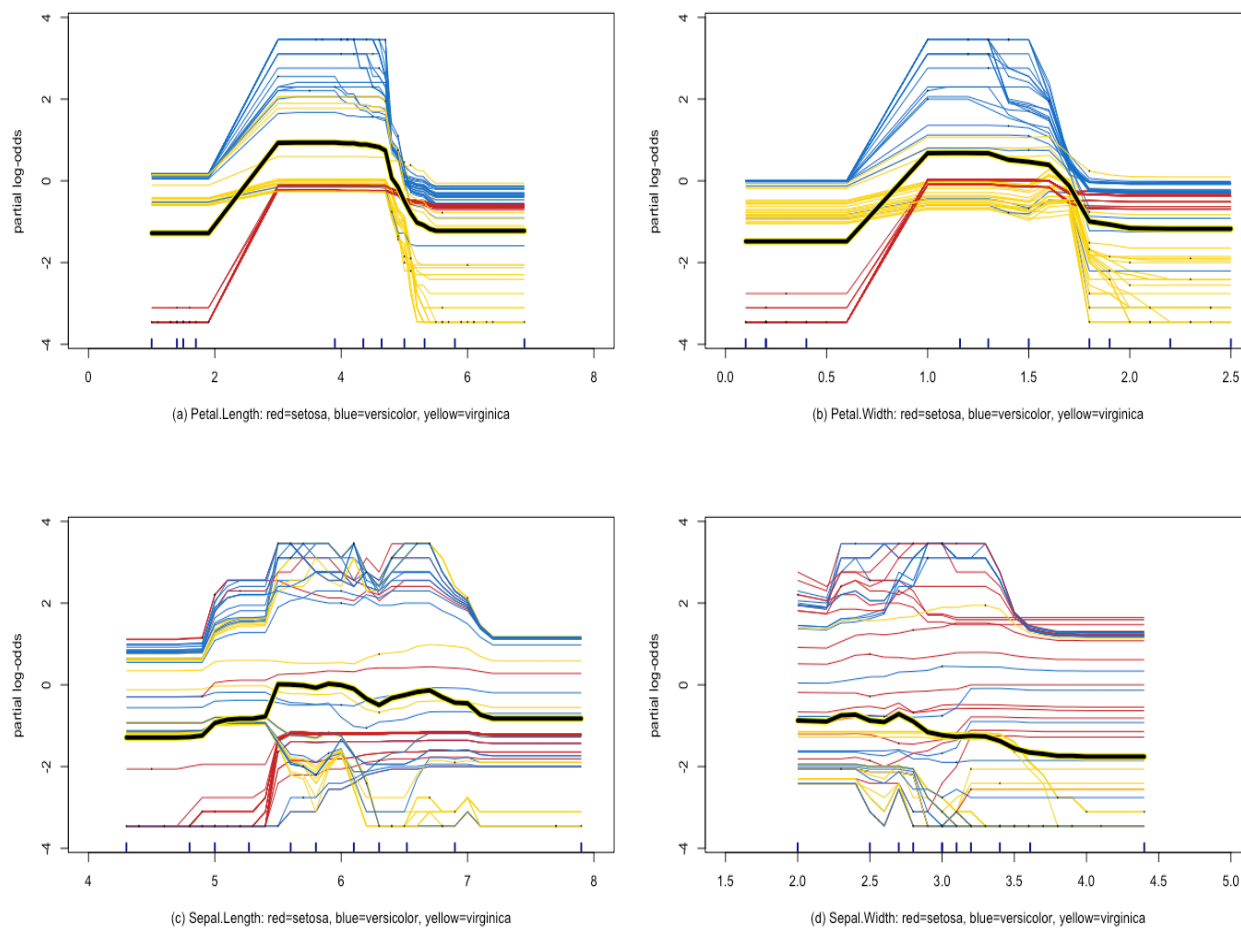 4
2
0
-2
-4
partial log-odds
0 2 4 6 8
(a) Petal.Length: red=setosa, blue=versicolor, yellow=virginica
4
2
0
-2
-4
partial log-odds
0.0 0.5 1.0 1.5 2.0 2.5
(b) Petal.Width: red=setosa, blue=versicolor, yellow=virginica
4
2
0
-2
-4
partial log-odds
4 5 6 7 8
(c) Sepal.Length: red=setosa, blue=versicolor, yellow=virginica
4
2
0
-2
-4
partial log-odds
1.5 2.0 2.5 3.0 3.5 4.0 4.5 5.0
(d) Sepal.Width: red=setosa, blue=versicolor, yellow=virginica